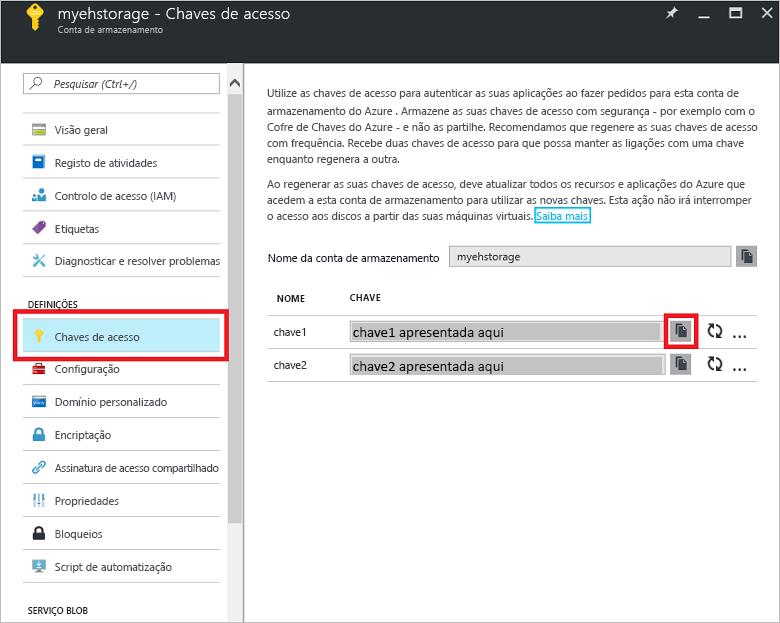 myehstorage - Chaves de acesso
Conta de armazenamento
Pesquisar (Ctrl+/)
Visão geral
Registo de atividades
Controlo de acesso (IAM)
Etiquetas
Diagnosticar e resolver problemas
DEFINIÇÕES
Chaves de acesso
Configuração
Domínio personalizado
Encriptação
Assinatura de acesso compartilhado
Propriedades
Bloqueios
Script de automatização
SERVIÇO BLOB
Utilize as chaves de acesso para autenticar as suas aplicações ao fazer pedidos para esta conta de
armazenamento do Azure . Armazene as suas chaves de acesso com segurança - por exemplo com o
Cofre de Chaves do Azure - e não as partilhe. Recomendamos que regenere as suas chaves de acesso
com frequência. Recebe duas chaves de acesso para que possa manter as ligações com uma chave
enquanto regenera a outra.
Ao regenerar as suas chaves de acesso, deve atualizar todos os recursos e aplicações do Azure que
acedem a esta conta de armazenamento para utilizar as novas chaves. Esta ação não irá interromper
o acesso aos discos a partir das suas máquinas virtuais. Saiba mais
Nome da conta de armazenamento myehstorage
NOME CHAVE
chave1 chave1 apresentada aqui ...
chave2 chave2 apresentada aqui ...